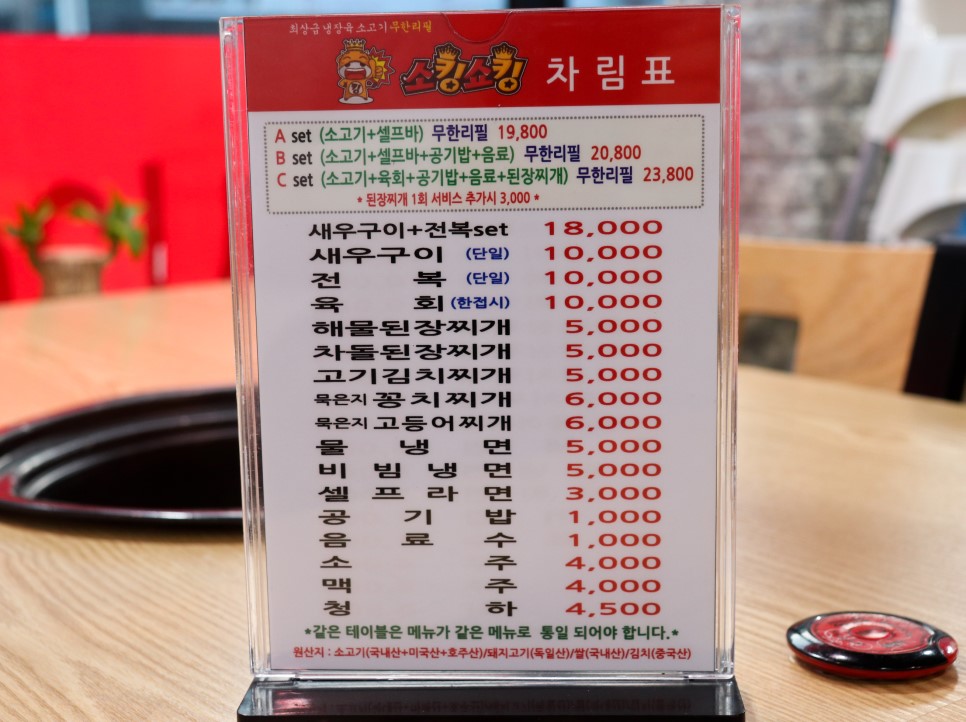 최상급 냉장육 소고기 무한리필
소킹소킹 차림표
A set (소고기+셀프바) 무한리필 19,800
B set (소고기+셀프바+공기밥+음료) 무한리필 20,800
C set (소고기+육회+공기밥+음료+된장찌개) 무한리필 23,800
* 된장찌개 1회 서비스 추가시 3,000 *
새우구이+전복set 18,000
새우구이 (단일) 10,000
전 복 (단일) 10,000
육 회 (한접시) 10,000
해물된장찌개 5,000
차돌된장찌개 5,000
고기김치찌개 5,000
묵은지 꽁치찌개 6,000
묵은지 고등어찌개 6,000
물 냉 면 5,000
비 빔 냉 면 5,000
셀 프 라 면 3,000
공 기 밥 1,000
음 료 수 1,000
소 주 4,000
맥 주 4,000
청 하 4,500
*같은 테이블은 메뉴가 같은 메뉴로 통일 되어야 합니다.*
원산지 : 소고기(국내산+미국산+호주산)/돼지고기(독일산)/쌀(국내산)/김치(중국산)